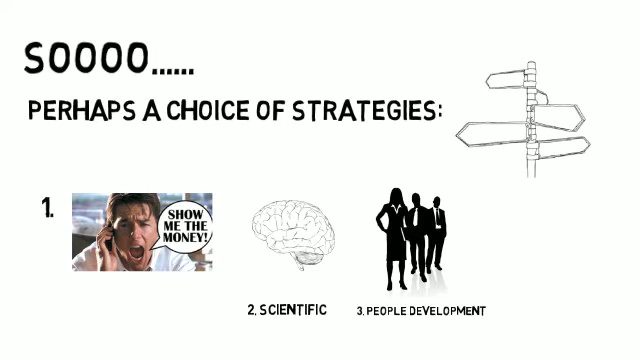 SOOOO......
PERHAPS A CHOICE OF STRATEGIES:
1.
SHOW
ME THE
MONEY!
2. SCIENTIFIC
3. PEOPLE DEVELOPMENT